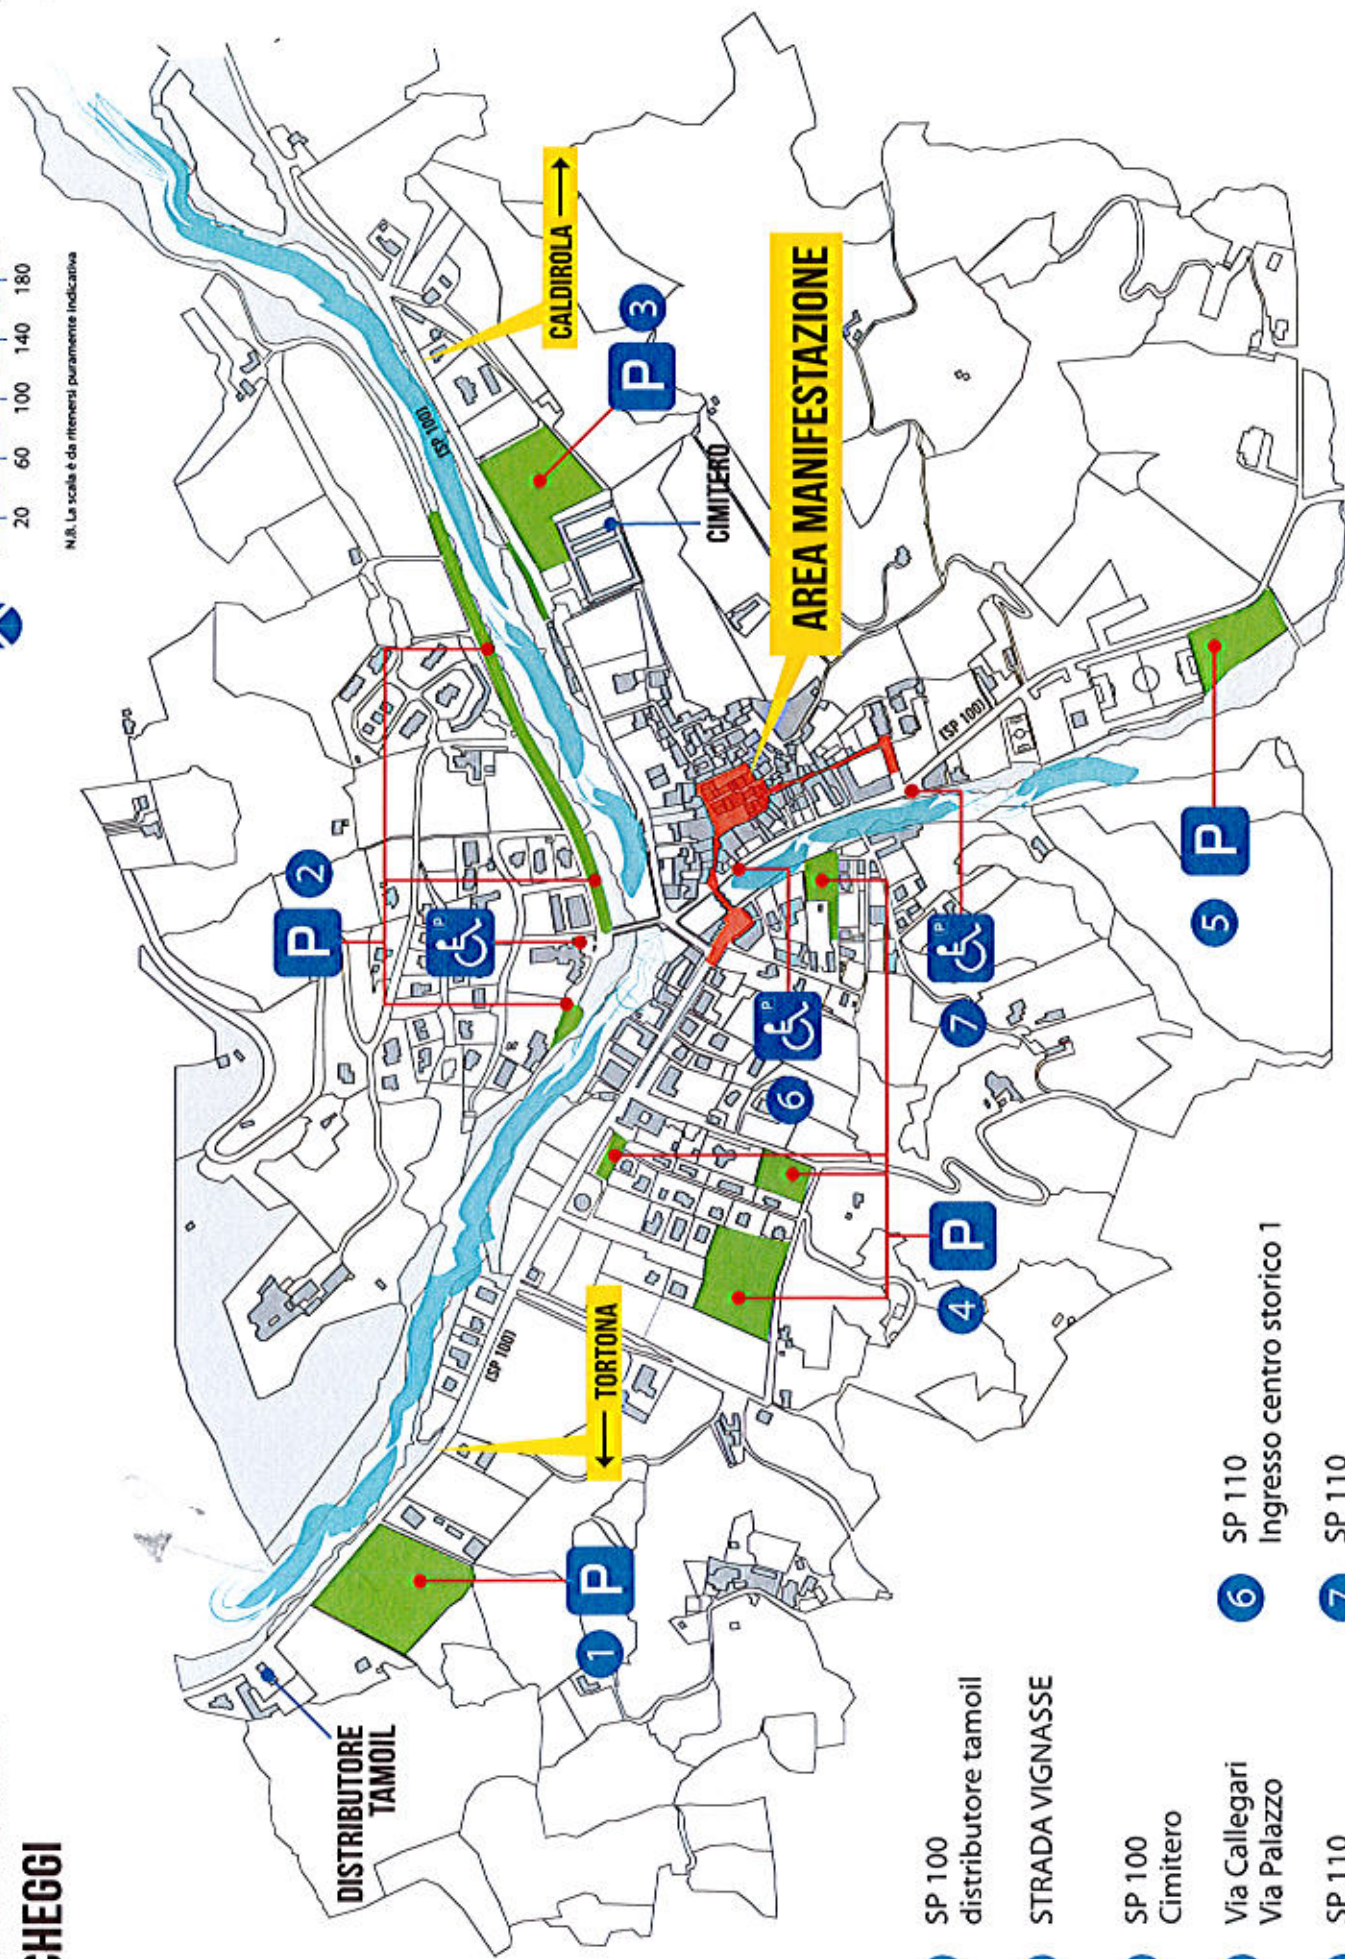 CHEGGI
20 60 100 140 180
N.B. La scala è da ritenersi puramente indicativa
DISTRIBUTORE
TAMOIL
1
P
← TORTONA
(SP 100)
P
2
P
(SP 100)
CALDIROLA →
P
3
CIMITERO
AREA MANIFESTAZIONE
(SP 100)
6
P
7
P
4
P
5
P
SP 100
distributore tamoil
STRADA VIGNASSE
SP 100
Cimitero
Via Callegari
Via Palazzo
SP 110
6 SP 110
Ingresso centro storico 1
7 SP 110